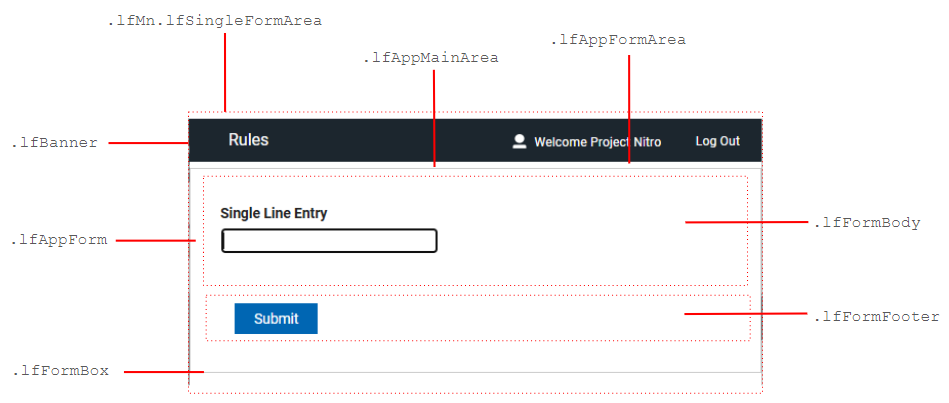 .lfMn.lfSingleFormArea
.lfAppFormArea
.lfAppMainArea
.lfBanner
Rules
Welcome Project Nitro
Log Out
Single Line Entry
.lfFormBody
.lfAppForm
Submit
.lfFormFooter
.lfFormBox